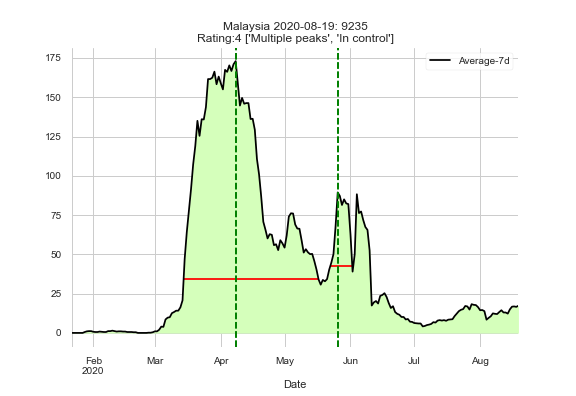 Malaysia 2020-08-19: 9235
Rating:4 ['Multiple peaks', 'In control']
Average-7d
175
150
125
100
75
50
25
0
Feb
2020
Mar
Apr
May
Jun
Jul
Aug
Date